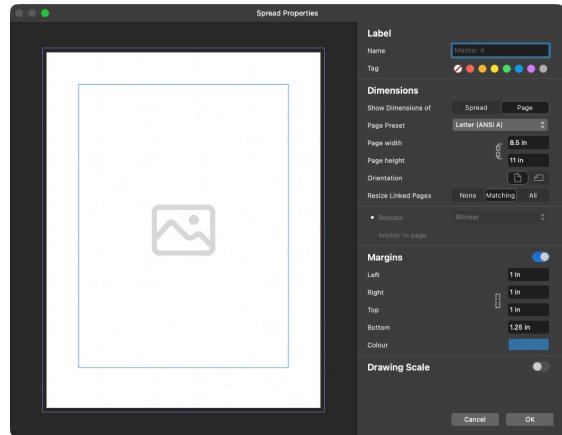 Spread Properties
Label
Name Master A
Tag
Dimensions
Show Dimensions of Spread Page
Page Preset Letter (ANSI A)
Page width 8.5 in
Page height 11 in
Orientation
Resize Linked Pages None Matching All
Rescale Bilinear
Anchor to page
Margins
Left 1 in
Right 1 in
Top 1 in
Bottom 1.25 in
Colour
Drawing Scale
Cancel OK